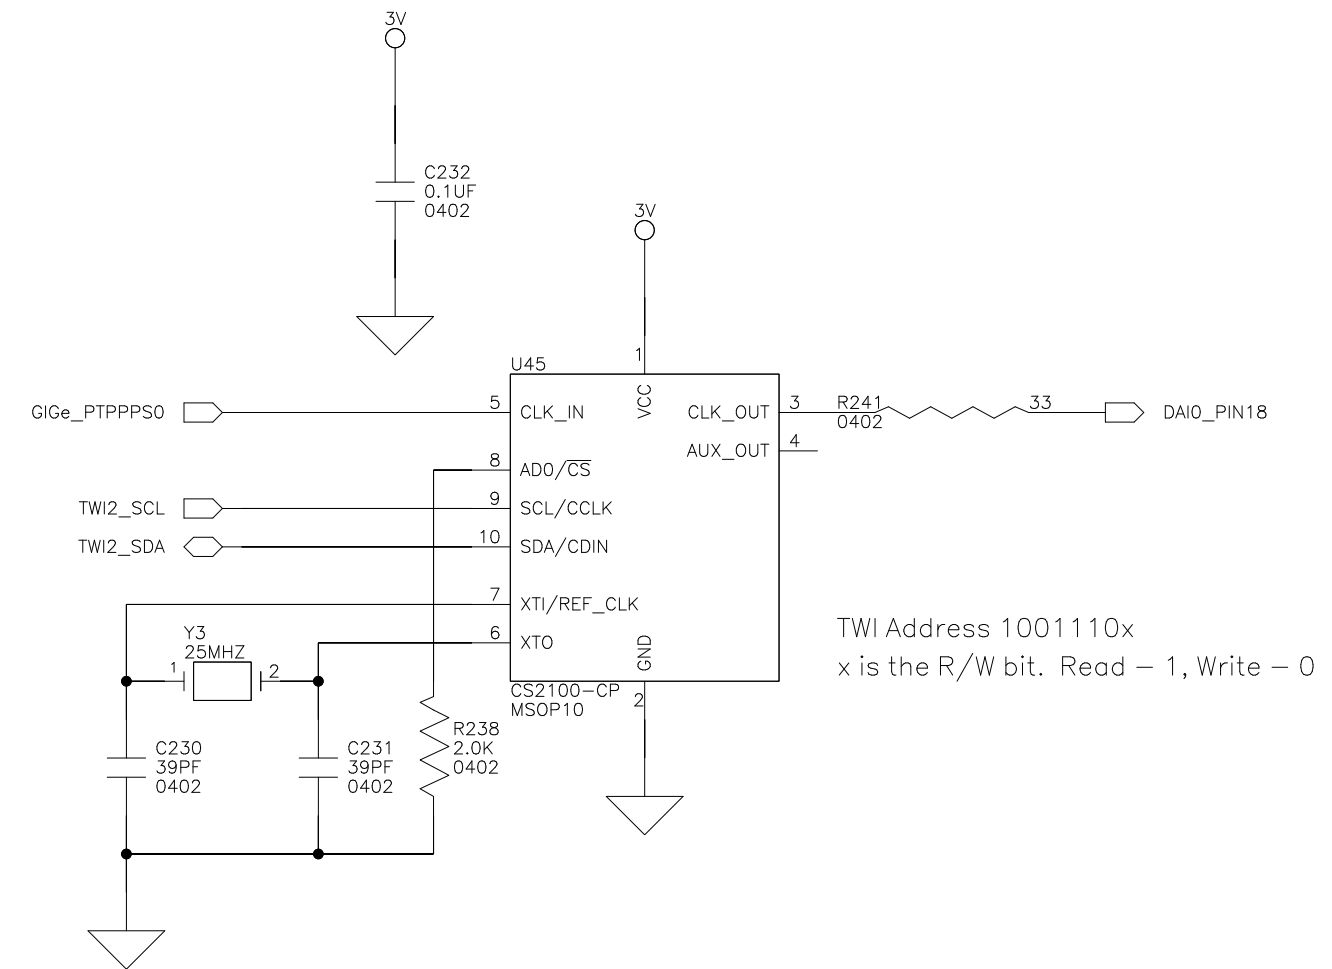 3V
C232
0.1UF
0402
3V
1
U45
VCC
GIGe_PTPPPS0
5
CLK_IN
CLK_OUT
3
R241
0402
33
DAI0_PIN18
AUX_OUT
4
8
AD0/CS
TWI2_SCL
9
SCL/CCLK
TWI2_SDA
10
SDA/CDIN
7
XTI/REF_CLK
6
XTO
GND
Y3
25MHZ
1
2
TWI Address 1001110x
x is the R/W bit. Read – 1, Write – 0
CS2100-CP
MSOP10
2
C230
39PF
0402
C231
39PF
0402
R238
2.0K
0402